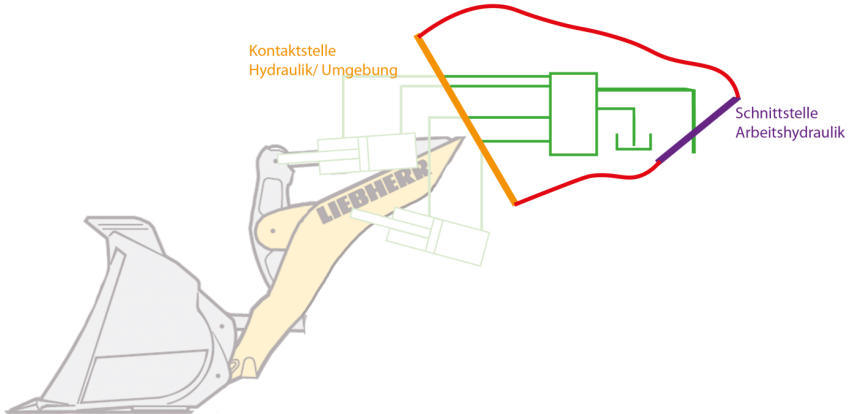 Kontaktstelle
Hydraulik/ Umgebung
Schnittstelle
Arbeitshydraulik
LIEBHERR